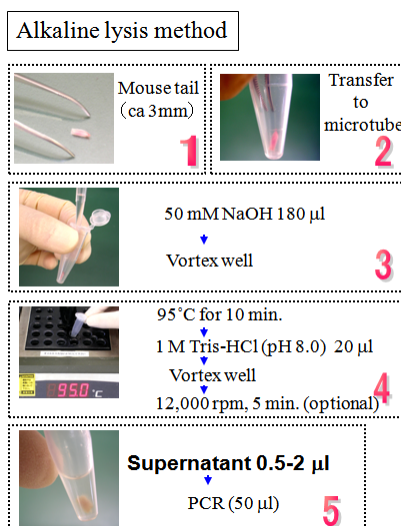 Alkaline lysis method
Mouse tail
(ca 3mm)
1
Transfer
to
microtube
2
50 mM NaOH 180 μl
Vortex well
3
95°C for 10 min.
1 M Tris-HCl (pH 8.0) 20 μl
Vortex well
12,000 rpm, 5 min. (optional)
95.0 °C
4
Supernatant 0.5-2 μl
PCR (50 μl)
5